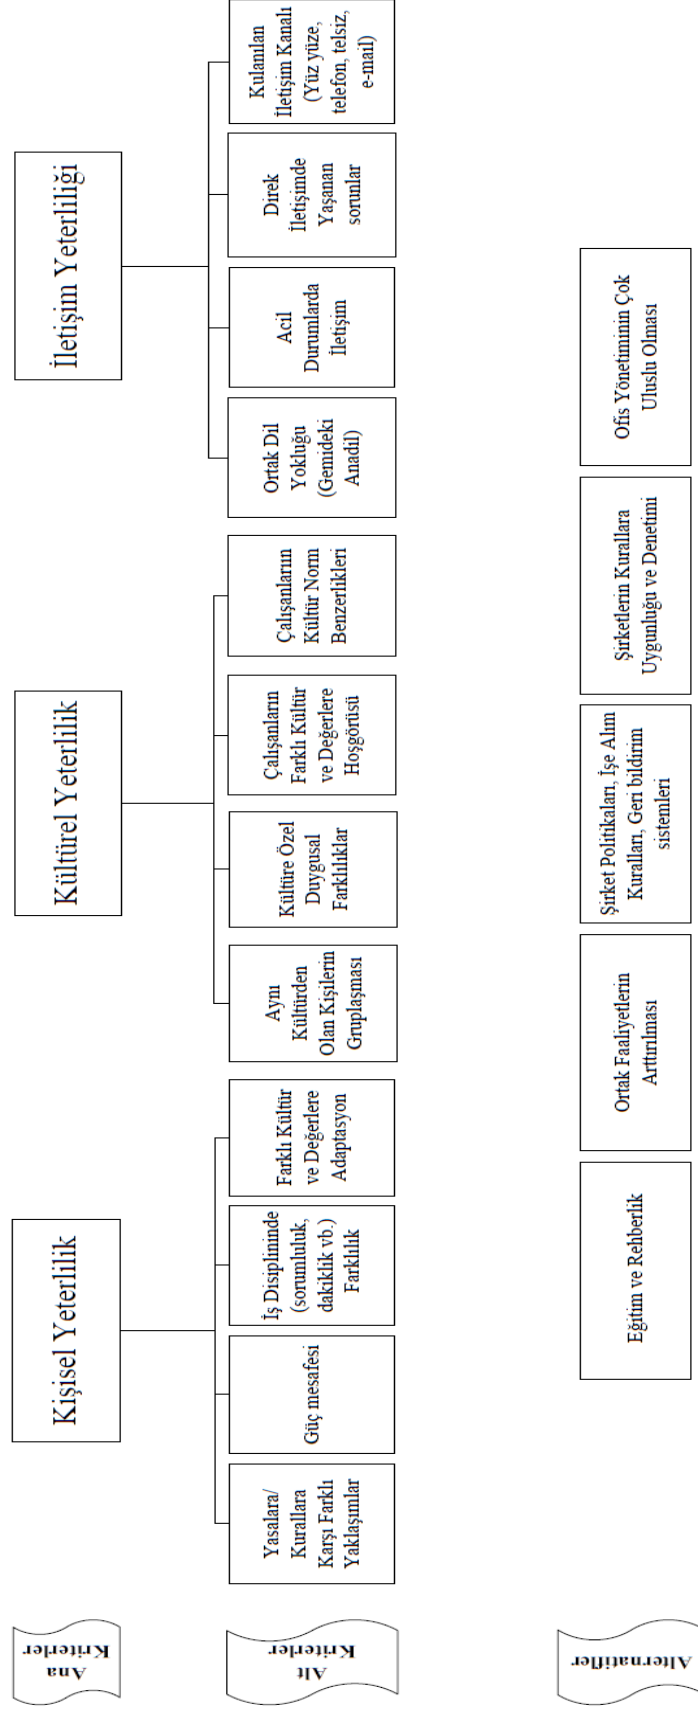 Ana
Kriterler
Kişisel Yeterlilik
Kültürel Yeterlilik
İletişim Yeterliliği
Alt
Kriterler
Yasalara/
Kurallara
Karşı Farklı
Yaklaşımlar
Güç mesafesi
İş Disiplininde
(sorumluluk,
dakiklik vb.)
Farklılık
Farklı Kültür
ve Değerlere
Adaptasyon
Aynı
Kültürden
Olan Kişilerin
Gruplaşması
Kültüre Özel
Duygusal
Farklılıklar
Çalışanların
Farklı Kültür
ve Değerlere
Hoşgörüsü
Çalışanların
Kültür Norm
Benzerlikleri
Ortak Dil
Yokluğu
(Gemideki
Anadil)
Acil
Durumlarda
İletişim
Direk
İletişimde
Yaşanan
sorunlar
Kulanılan
İletişim Kanalı
(Yüz yüze,
telefon, telsiz,
e-mail)
Alternatifler
Eğitim ve Rehberlik
Ortak Faaliyetlerin
Arttırılması
Şirket Politikaları, İşe Alım
Kuralları, Geri bildirim
sistemleri
Şirketlerin Kurallara
Uygunluğu ve Denetimi
Ofis Yönetiminin Çok
Uluslu Olması